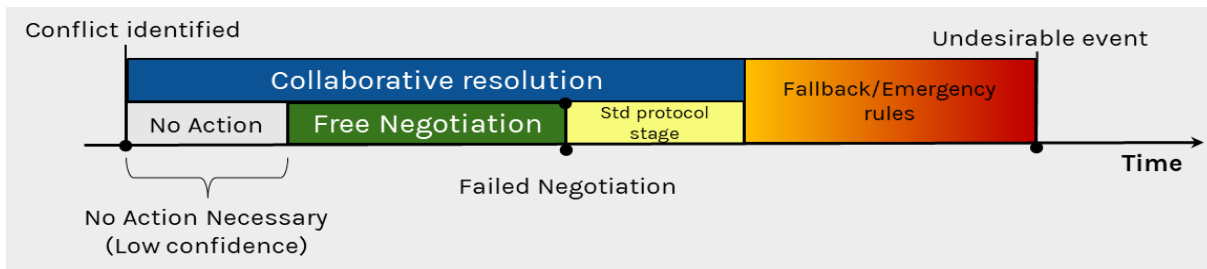 Conflict identified
Undesirable event
Collaborative resolution
Fallback/Emergency
rules
No Action
Free Negotiation
Std protocol
stage
Time
Failed Negotiation
No Action Necessary
(Low confidence)